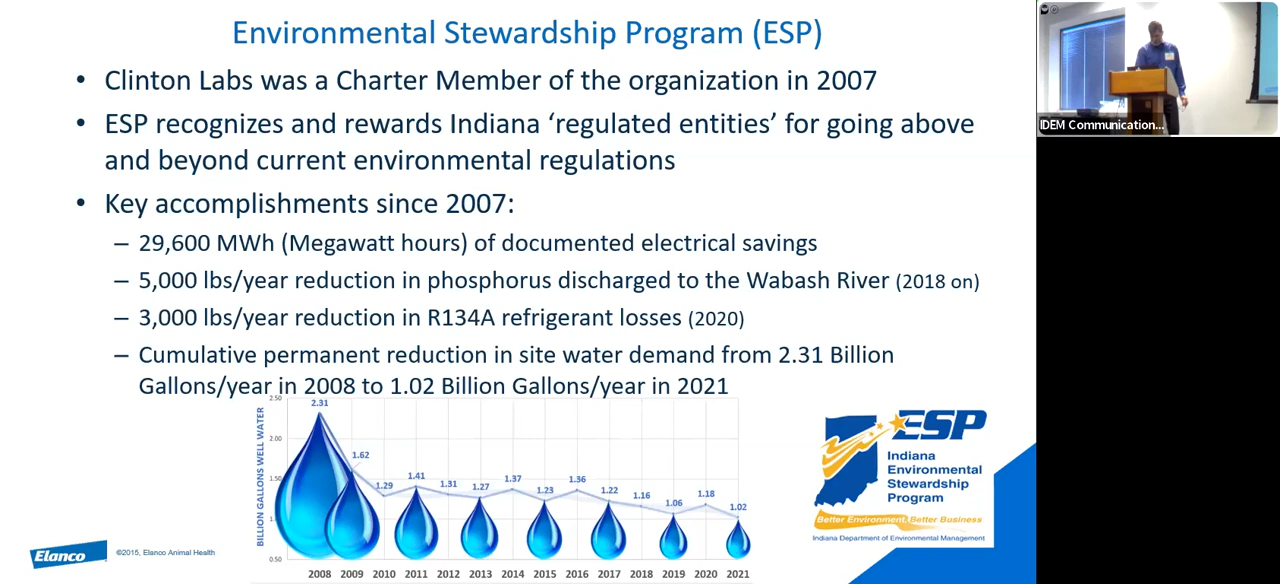 Environmental Stewardship Program (ESP)
• Clinton Labs was a Charter Member of the organization in 2007
• ESP recognizes and rewards Indiana ‘regulated entities’ for going above
and beyond current environmental regulations
• Key accomplishments since 2007:
– 29,600 MWh (Megawatt hours) of documented electrical savings
– 5,000 lbs/year reduction in phosphorus discharged to the Wabash River (2018 on)
– 3,000 lbs/year reduction in R134A refrigerant losses (2020)
– Cumulative permanent reduction in site water demand from 2.31 Billion
Gallons/year in 2008 to 1.02 Billion Gallons/year in 2021
BILLION GALLONS WELL WATER
2.50
2.00
1.50
1.
0.50
2.31
1.62
1.29
1.41
1.31
1.27
1.37
1.23
1.36
1.22
1.16
1.06
1.18
1.02
2008 2009 2010 2011 2012 2013 2014 2015 2016 2017 2018 2019 2020 2021
ESP
Indiana
Environmental
Stewardship
Program
Better Environment, Better Business
Indiana Department of Environmental Management
Elanco
©2015, Elanco Animal Health
IDEM Communication...